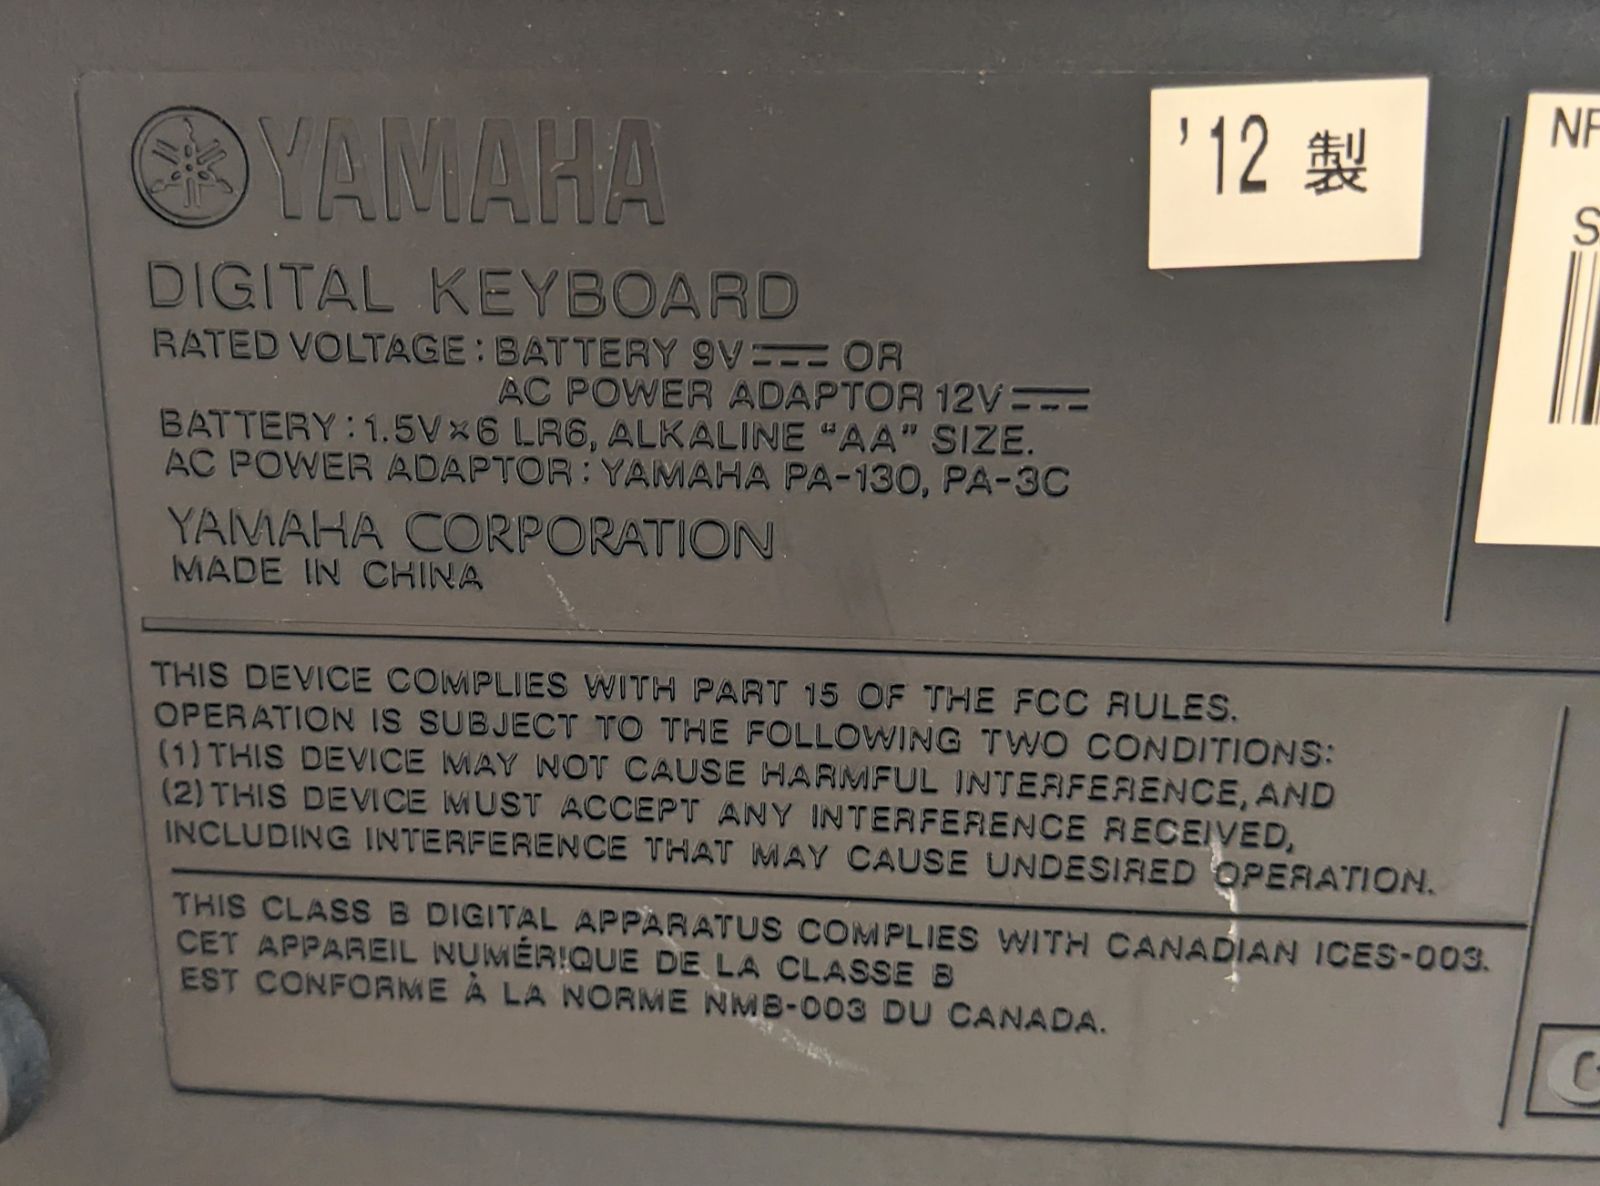 YAMAHA
'12 製
DIGITAL KEYBOARD
RATED VOLTAGE : BATTERY 9V⎓ OR
AC POWER ADAPTOR 12V⎓
BATTERY : 1.5V×6 LR6, ALKALINE “AA” SIZE.
AC POWER ADAPTOR : YAMAHA PA-130, PA-3C
YAMAHA CORPORATION
MADE IN CHINA
THIS DEVICE COMPLIES WITH PART 15 OF THE FCC RULES.
OPERATION IS SUBJECT TO THE FOLLOWING TWO CONDITIONS:
(1) THIS DEVICE MAY NOT CAUSE HARMFUL INTERFERENCE, AND
(2) THIS DEVICE MUST ACCEPT ANY INTERFERENCE RECEIVED,
INCLUDING INTERFERENCE THAT MAY CAUSE UNDESIRED OPERATION.
THIS CLASS B DIGITAL APPARATUS COMPLIES WITH CANADIAN ICES-003.
CET APPAREIL NUMÉRIQUE DE LA CLASSE B
EST CONFORME À LA NORME NMB-003 DU CANADA.